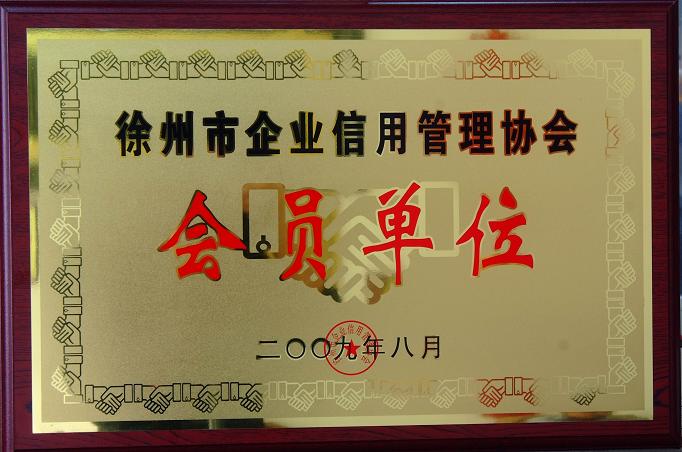 徐州市企业信用管理协会
会员单位
二〇〇九年八月